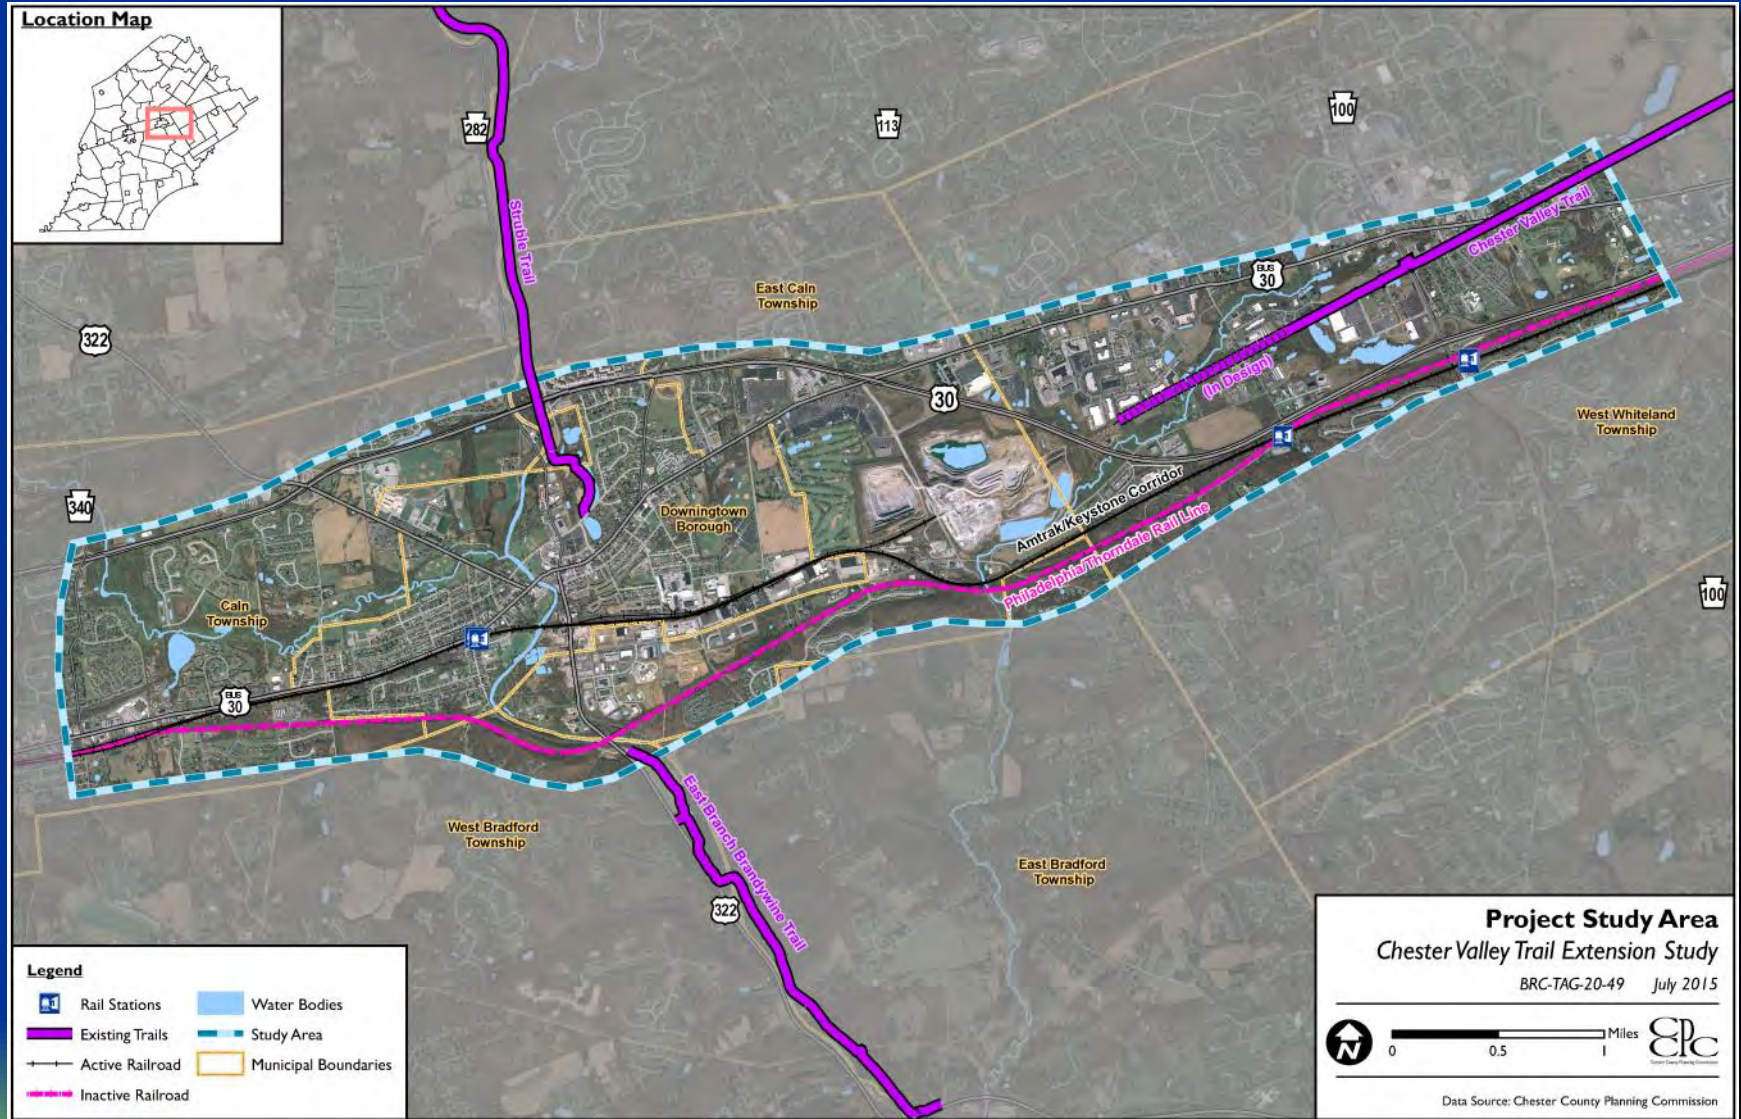 Location Map
282
113
100
Struble Trail
Chester Valley Trail
BUS
30
East Caln
Township
322
(In Design)
30
West Whiteland
Township
340
Downingtown
Borough
Amtrak/Keystone Corridor
Philadelphia/Thorndale Rail Line
100
Caln
Township
BUS
30
West Bradford
Township
East Branch Brandywine Trail
East Bradford
Township
322
Legend
Rail Stations
Water Bodies
Existing Trails
Study Area
Active Railroad
Municipal Boundaries
Inactive Railroad
Project Study Area
Chester Valley Trail Extension Study
BRC-TAG-20-49 July 2015
N
Miles
0 0.5 1
CCPC
Data Source: Chester County Planning Commission